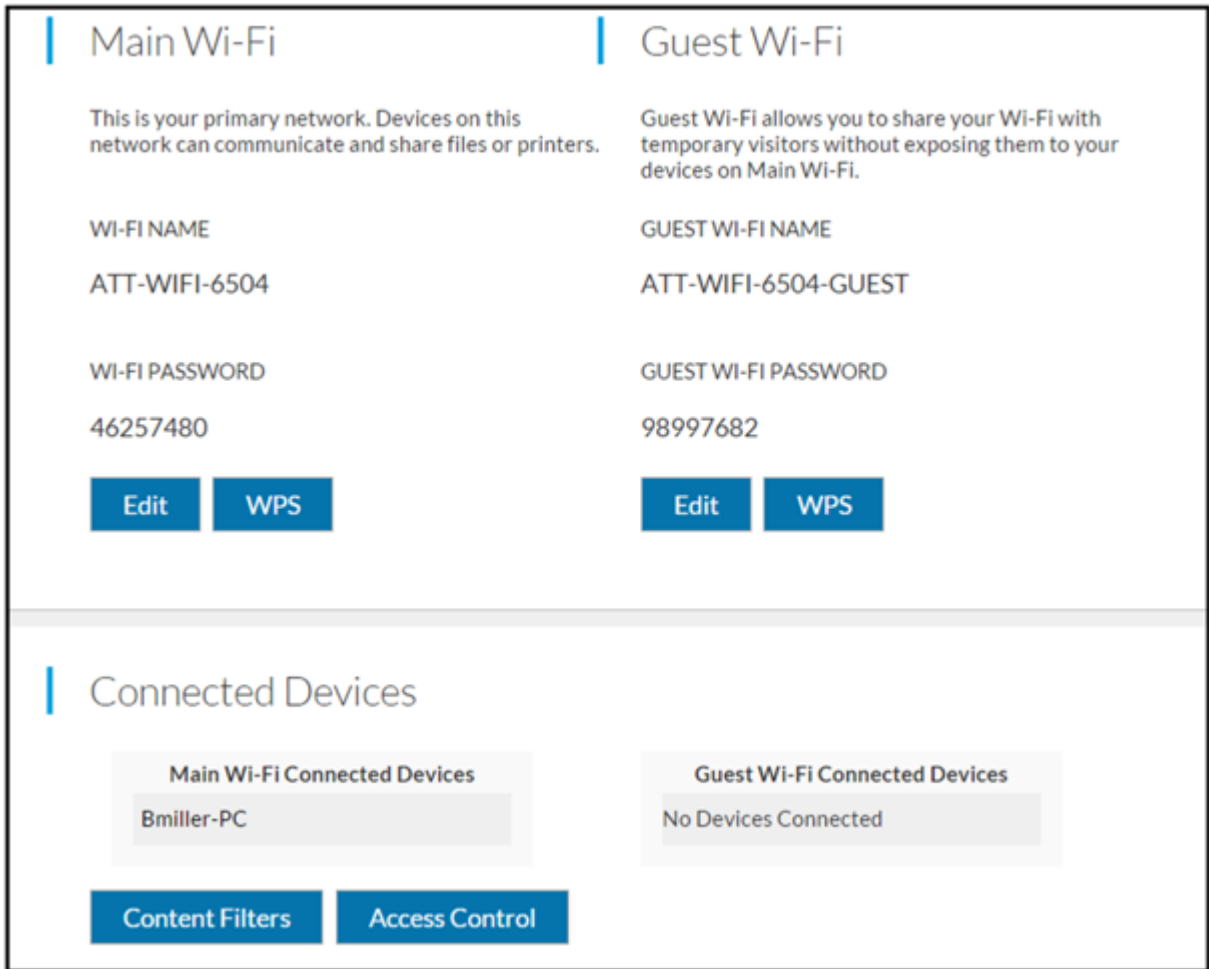 Main Wi-Fi
This is your primary network. Devices on this
network can communicate and share files or printers.
WI-FI NAME
ATT-WIFI-6504
WI-FI PASSWORD
46257480
Edit
WPS
Guest Wi-Fi
Guest Wi-Fi allows you to share your Wi-Fi with
temporary visitors without exposing them to your
devices on Main Wi-Fi.
GUEST WI-FI NAME
ATT-WIFI-6504-GUEST
GUEST WI-FI PASSWORD
98997682
Edit
WPS
Connected Devices
Main Wi-Fi Connected Devices
Bmiller-PC
Guest Wi-Fi Connected Devices
No Devices Connected
Content Filters
Access Control